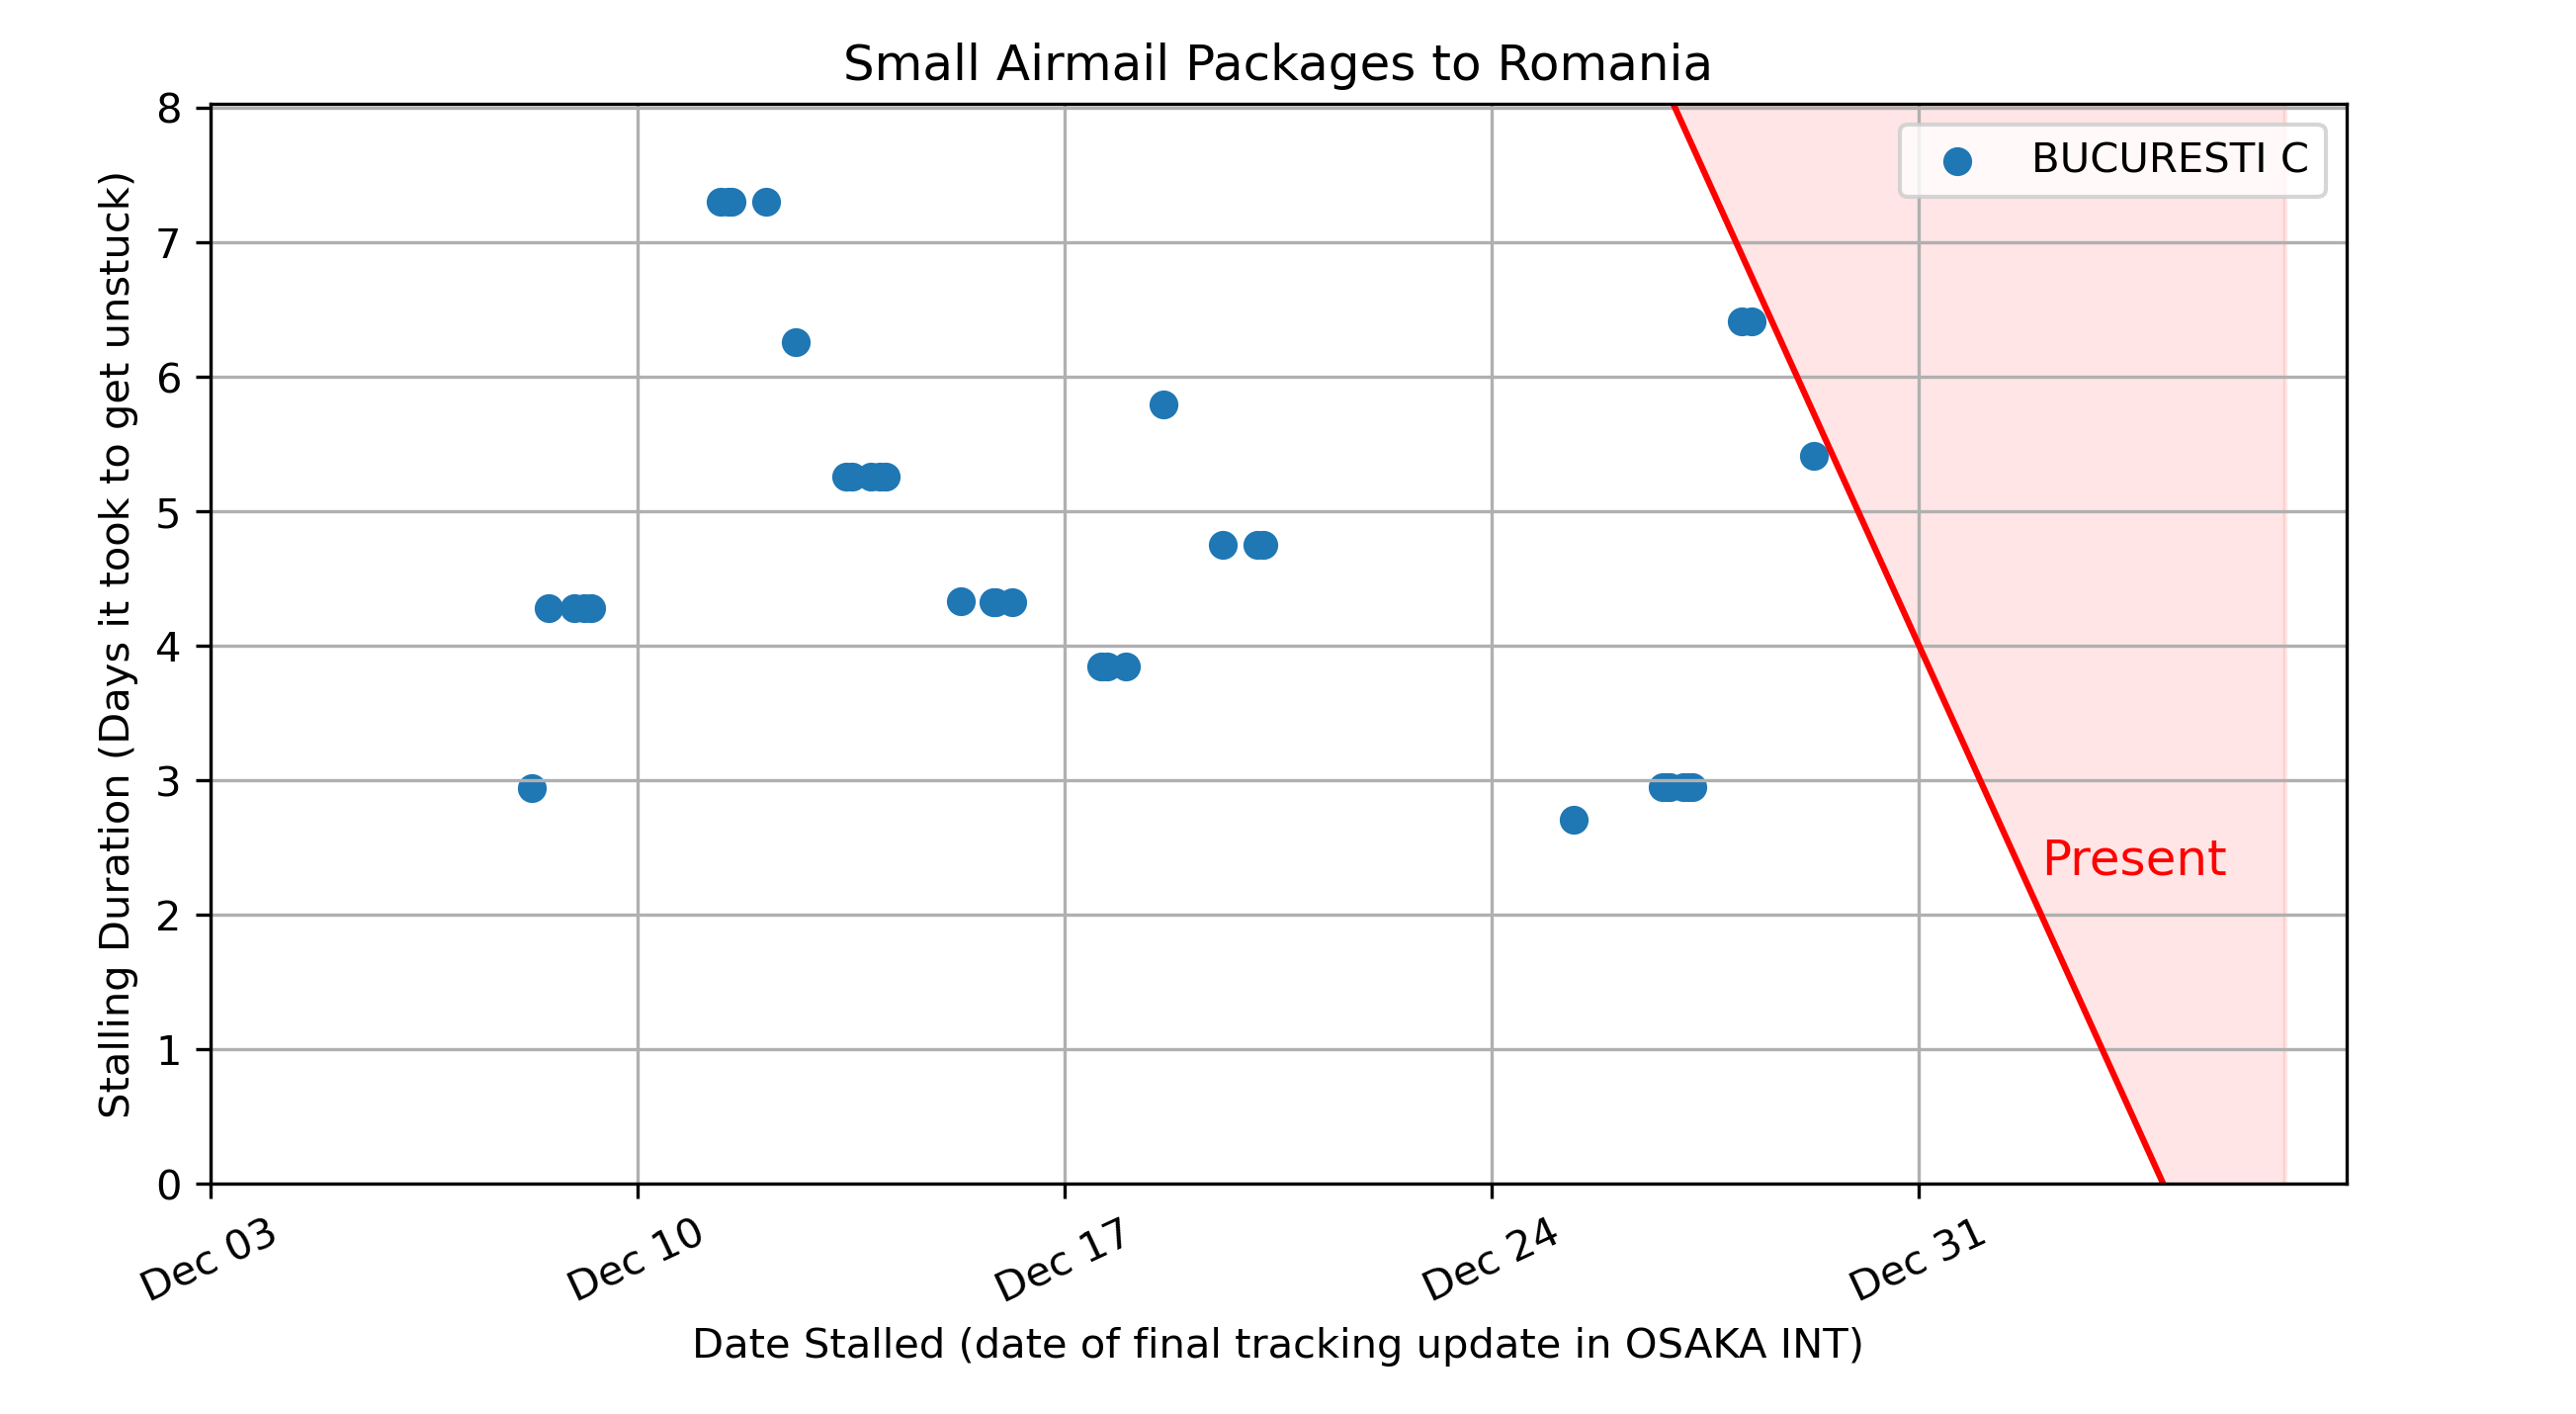 Small Airmail Packages to Romania
BUCURESTI C
Present
Stalling Duration (Days it took to get unstuck)
8
7
6
5
4
3
2
1
0
Dec 03
Dec 10
Dec 17
Dec 24
Dec 31
Date Stalled (date of final tracking update in OSAKA INT)